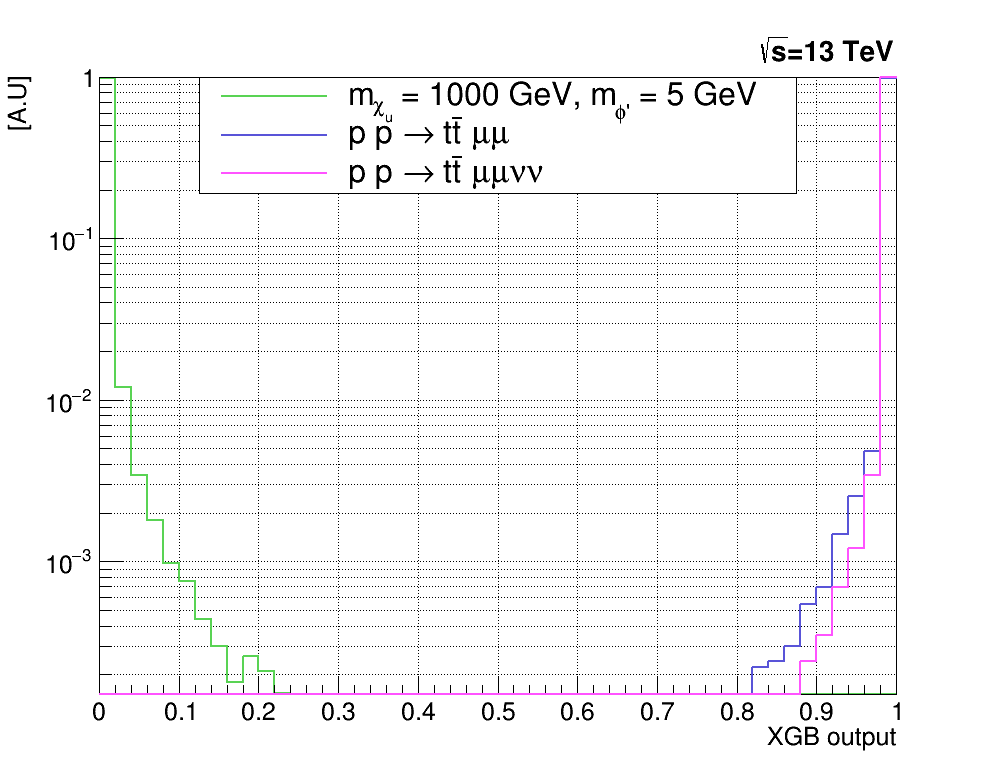 √s=13 TeV
[A.U]
m_χ_u = 1000 GeV, m_ϕ' = 5 GeV
p p → tt̄ μμ
p p → tt̄ μμνν
1
10⁻¹
10⁻²
10⁻³
0 0.1 0.2 0.3 0.4 0.5 0.6 0.7 0.8 0.9 1
XGB output